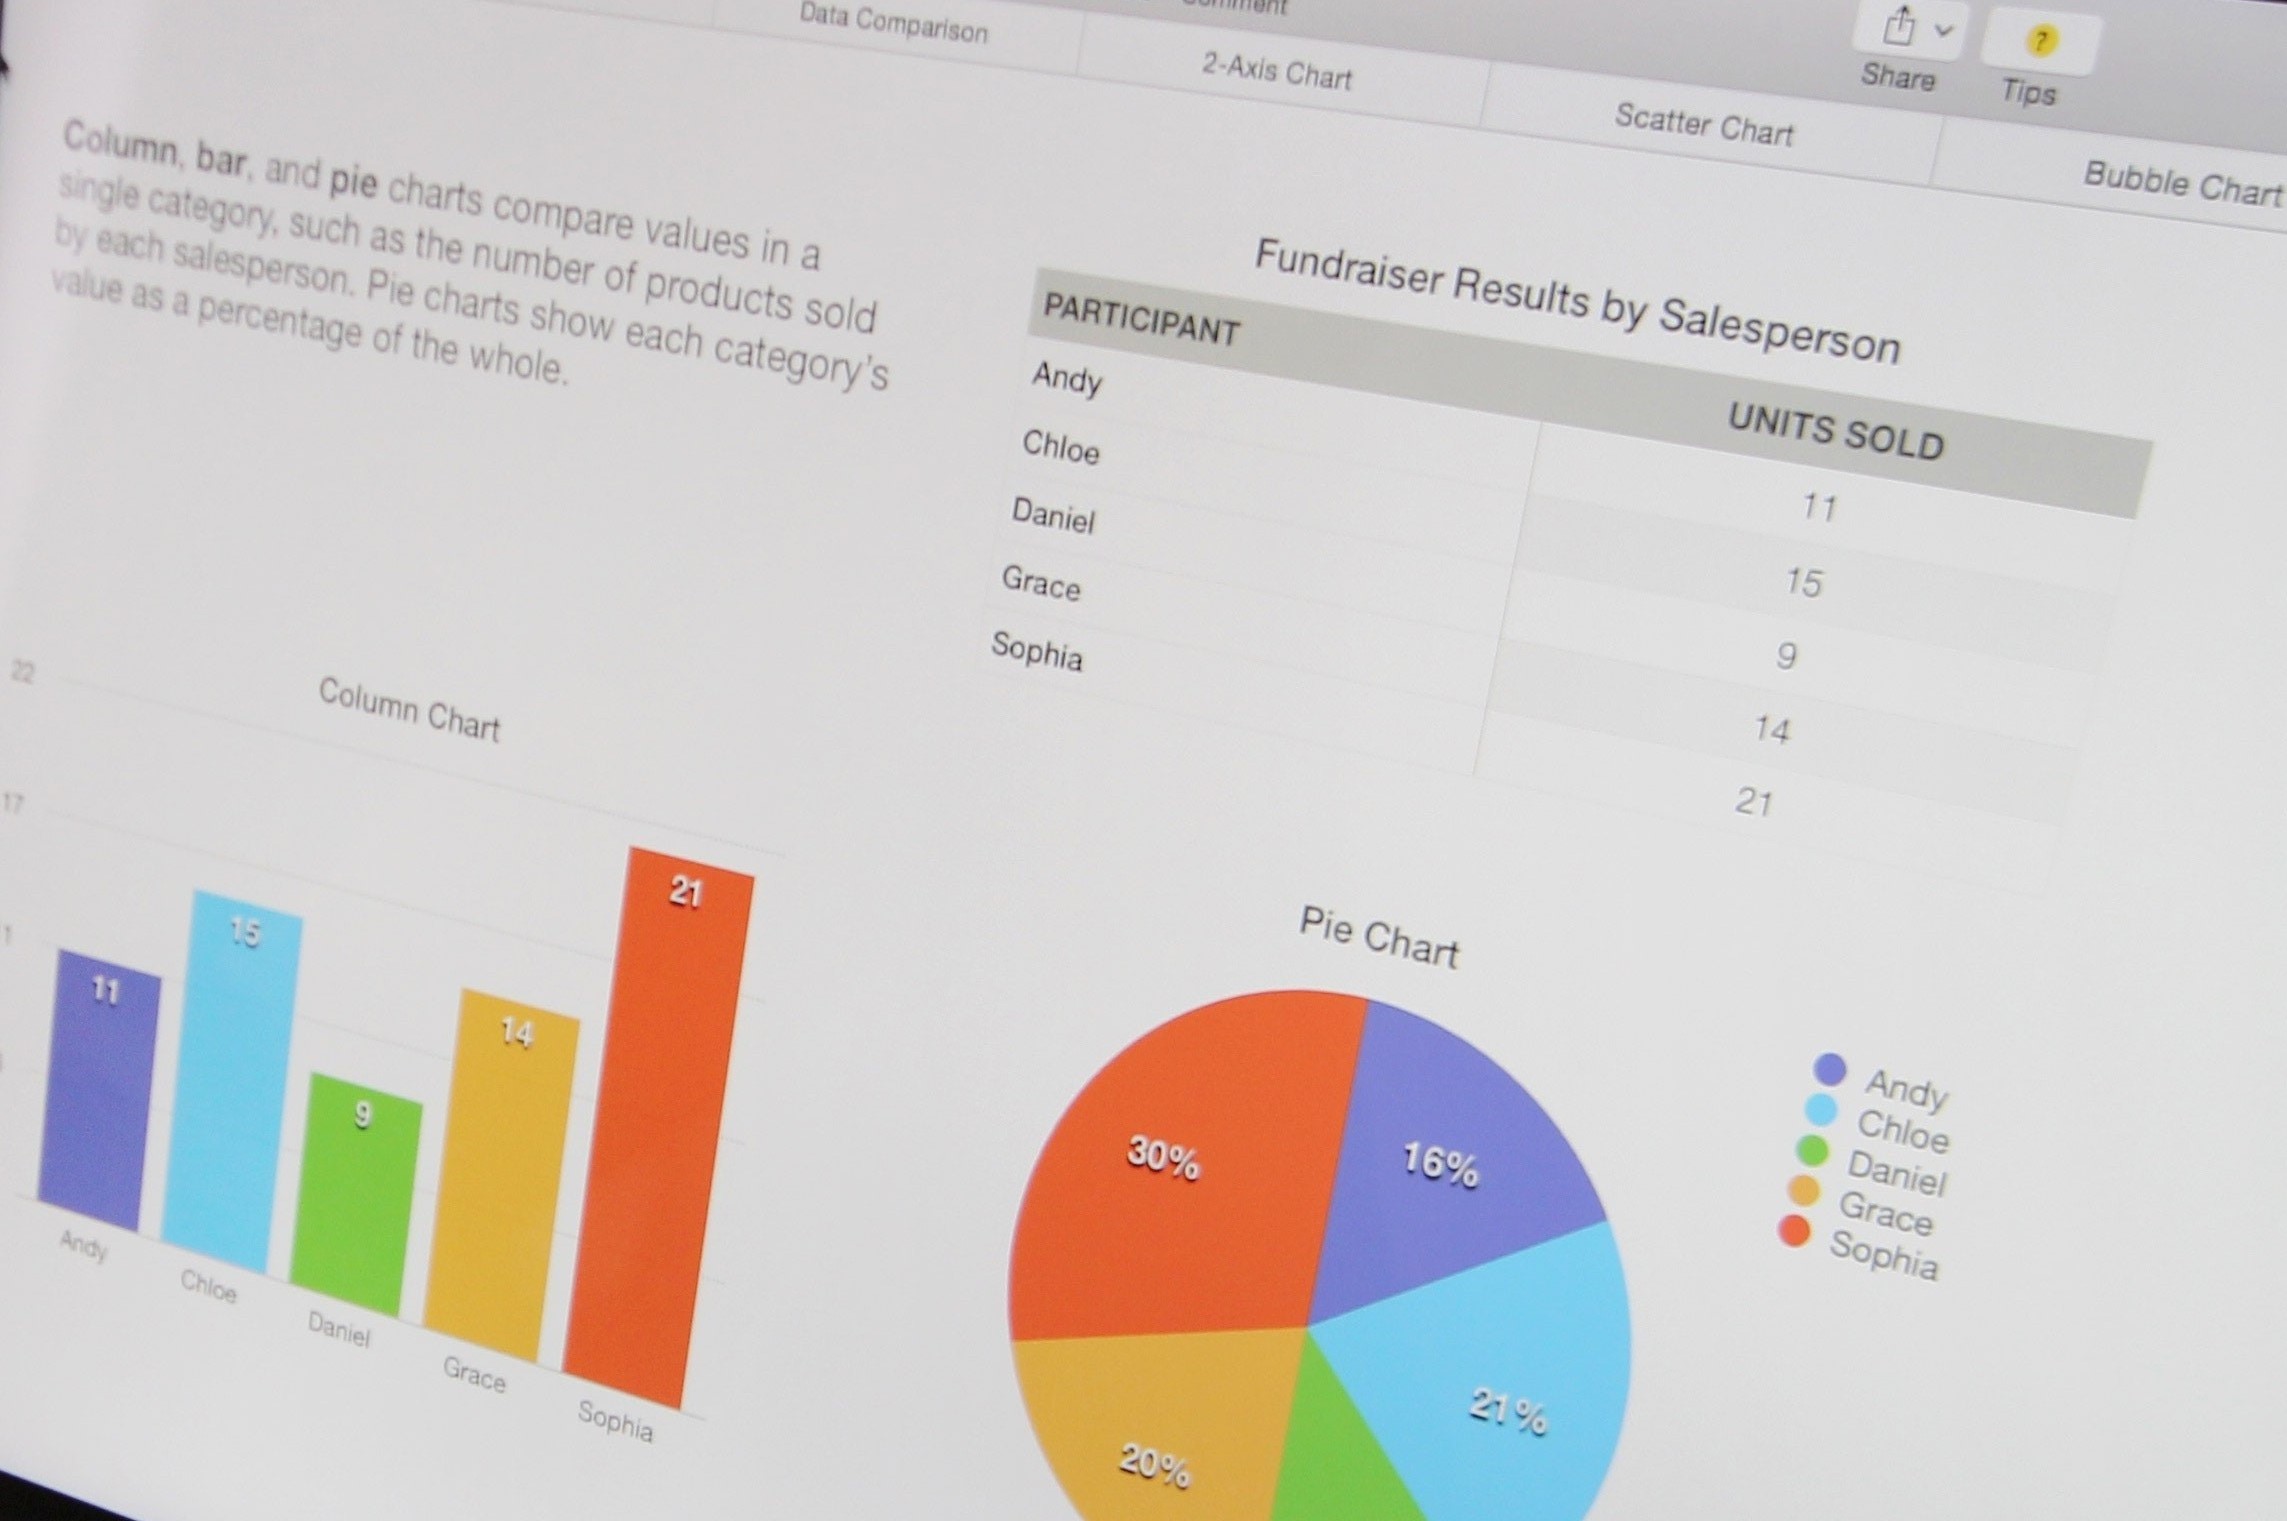 Data Comparison
2-Axis Chart
Scatter Chart
Bubble Chart
Share
Tips
Column, bar, and pie charts compare values in a
single category, such as the number of products sold
by each salesperson. Pie charts show each category's
value as a percentage of the whole.
Fundraiser Results by Salesperson
PARTICIPANT UNITS SOLD
Andy 11
Chloe 15
Daniel 9
Grace 14
Sophia 21
Column Chart
22
17
11
15
9
14
21
Andy
Chloe
Daniel
Grace
Sophia
Pie Chart
30%
16%
21%
20%
Andy
Chloe
Daniel
Grace
Sophia